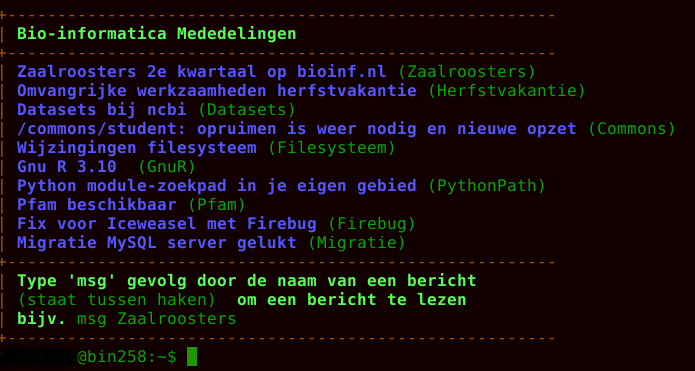 +-------------------------------------------------------
| Bio-informatica Mededelingen
+-------------------------------------------------------
| Zaalroosters 2e kwartaal op bioinf.nl (Zaalroosters)
| Omvangrijke werkzaamheden herfstvakantie (Herfstvakantie)
| Datasets bij ncbi (Datasets)
| /commons/student: opruimen is weer nodig en nieuwe opzet (Commons)
| Wijzingingen filesysteem (Filesysteem)
| Gnu R 3.10  (GnuR)
| Python module-zoekpad in je eigen gebied (PythonPath)
| Pfam beschikbaar (Pfam)
| Fix voor Iceweasel met Firebug (Firebug)
| Migratie MySQL server gelukt (Migratie)
+-------------------------------------------------------
| Type 'msg' gevolg door de naam van een bericht
| (staat tussen haken)  om een bericht te lezen
| bijv. msg Zaalroosters
+-------------------------------------------------------
@bin258:~$